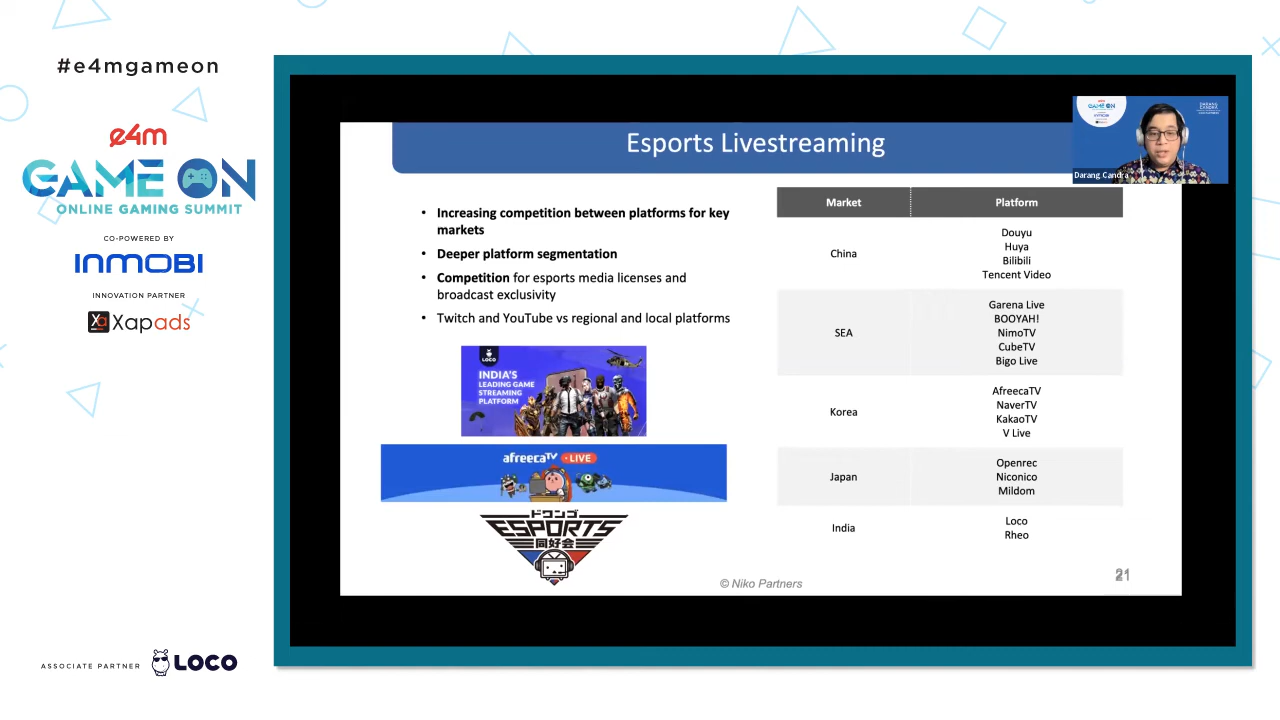 #e4mgameon
e4m
GAME ON
ONLINE GAMING SUMMIT
CO-POWERED BY
INMOBI
INNOVATION PARTNER
Xapads
ASSOCIATE PARTNER
LOCO
Esports Livestreaming
Darang Candra
• Increasing competition between platforms for key
markets
• Deeper platform segmentation
• Competition for esports media licenses and
broadcast exclusivity
• Twitch and YouTube vs regional and local platforms
LOCO
INDIA'S
LEADING GAME
STREAMING
PLATFORM
afreecaTV LIVE
ドワンゴ
ESPORTS
同好会
Market Platform
China
Douyu
Huya
Bilibili
Tencent Video
SEA
Garena Live
BOOYAH!
NimoTV
CubeTV
Bigo Live
Korea
AfreecaTV
NaverTV
KakaoTV
V Live
Japan
Openrec
Niconico
Mildom
India
Loco
Rheo
© Niko Partners
21